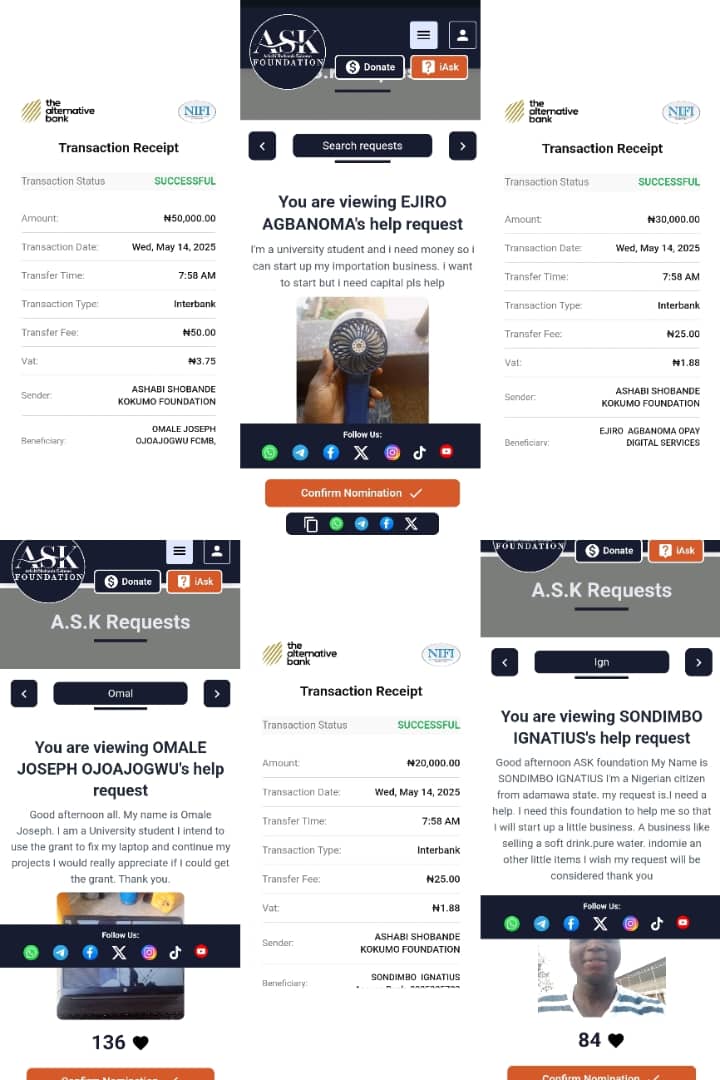 the
alternative
bank
NIFI
Transaction Receipt
Transaction Status SUCCESSFUL
Amount: ₦50,000.00
Transaction Date: Wed, May 14, 2025
Transfer Time: 7:58 AM
Transaction Type: Interbank
Transfer Fee: ₦50.00
Vat: ₦3.75
Sender: ASHABI SHOBANDE
KOKUMO FOUNDATION
Beneficiary: OMALE JOSEPH
OJOAJOGWU FCMB,
ASK
FOUNDATION
Donate
iAsk
Search requests
You are viewing EJIRO
AGBANOMA's help request
I'm a university student and i need money so i
can start up my importation business. i want
to start but i need capital pls help
Follow Us:
Confirm Nomination
the
alternative
bank
NIFI
Transaction Receipt
Transaction Status SUCCESSFUL
Amount: ₦30,000.00
Transaction Date: Wed, May 14, 2025
Transfer Time: 7:58 AM
Transaction Type: Interbank
Transfer Fee: ₦25.00
Vat: ₦1.88
Sender: ASHABI SHOBANDE
KOKUMO FOUNDATION
Beneficiary: EJIRO AGBANOMA OPAY
DIGITAL SERVICES
ASK
FOUNDATION
Donate
iAsk
A.S.K Requests
Omal
You are viewing OMALE
JOSEPH OJOAJOGWU's help
request
Good afternoon all. My name is Omale
Joseph. I am a University student I intend to
use the grant to fix my laptop and continue my
projects I would really appreciate if I could get
the grant. Thank you.
Follow Us:
136
Confirm Nomination
the
alternative
bank
NIFI
Transaction Receipt
Transaction Status SUCCESSFUL
Amount: ₦20,000.00
Transaction Date: Wed, May 14, 2025
Transfer Time: 7:58 AM
Transaction Type: Interbank
Transfer Fee: ₦25.00
Vat: ₦1.88
Sender: ASHABI SHOBANDE
KOKUMO FOUNDATION
Beneficiary: SONDIMBO IGNATIUS
FOUNDATION
Donate
iAsk
A.S.K Requests
Ign
You are viewing SONDIMBO
IGNATIUS's help request
Good afternoon ASK foundation My Name is
SONDIMBO IGNATIUS I'm a Nigerian citizen
from adamawa state. my request is.I need a
help. i need this foundation to help me so that
i will start up a little business. A business like
selling a soft drink.pure water. indomie an
other little items I wish my request will be
considered thank you
Follow Us:
84
Confirm Nomination